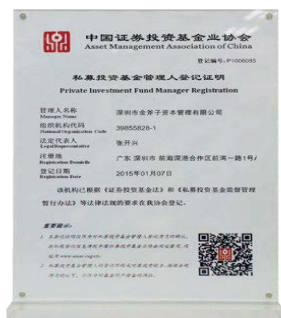 中国证券投资基金业协会
Asset Management Association of China
登记编号: P1006085
私募投资基金管理人登记证明
Private Investment Fund Manager Registration
管理人名称 深圳市金斧子资本管理有限公司
Manager Name
组织机构代码 39855828-1
National Organization Code
法定代表人 张开兴
Legal Representative
注册地 广东 深圳市 前海深港合作区前湾一路1号A
Registration Domicile
登记日期 2015年01月07日
Registration Date
该机构已根据《证券投资基金法》和《私募投资基金监督管理
暂行办法》等法律法规的要求在我协会登记。
重要提示: